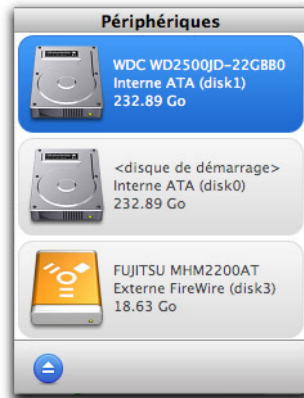 Périphériques
WDC WD2500JD-22GBB0
Interne ATA (disk1)
232.89 Go
<disque de démarrage>
Interne ATA (disk0)
232.89 Go
FUJITSU MHM2200AT
Externe FireWire (disk3)
18.63 Go